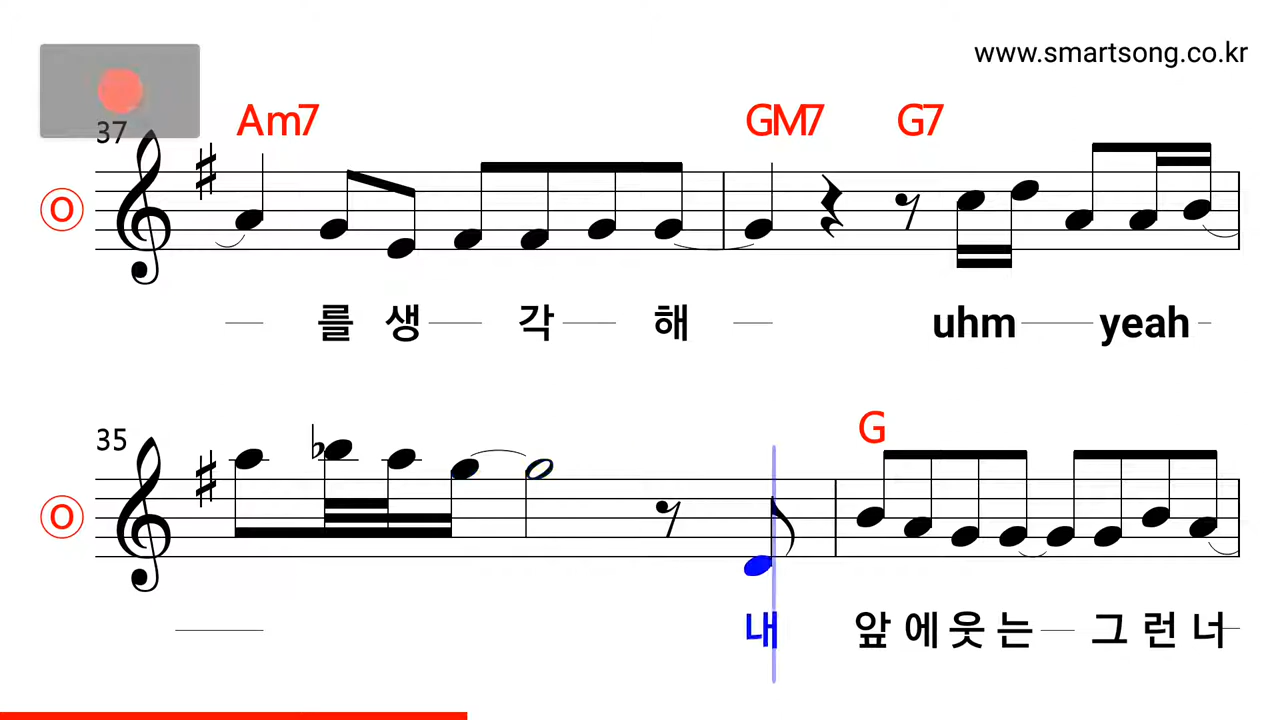 www.smartsong.co.kr
37 Am7 GM7 G7
O
를 생 각 해 uhm yeah
35 G
O
내 앞 에 웃 는 그 런 너